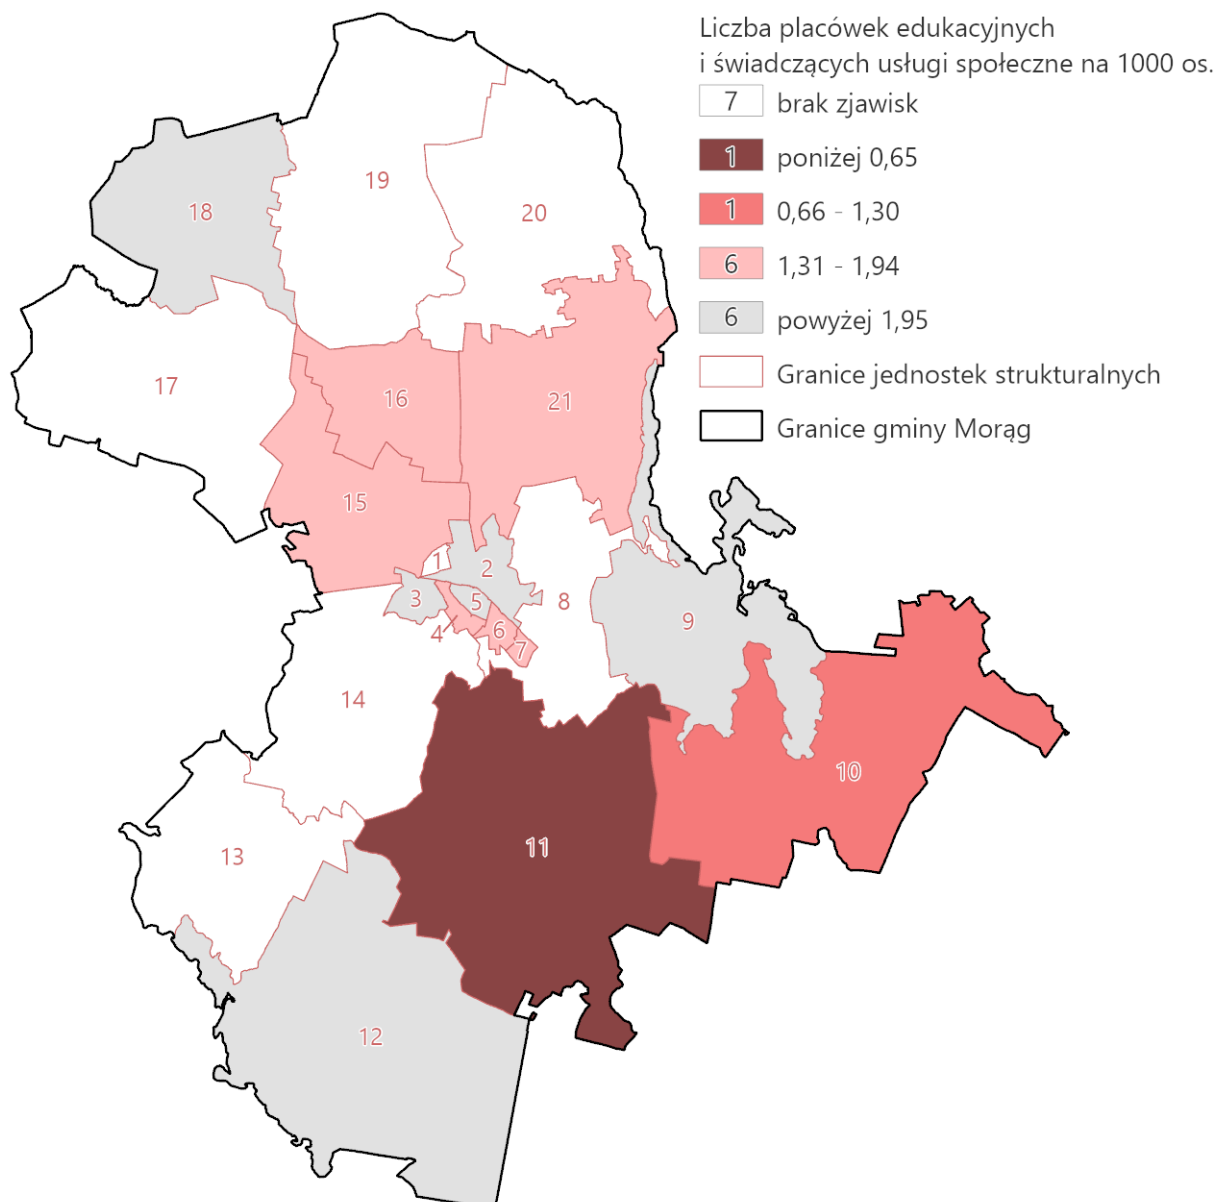 Liczba placówek edukacyjnych
i świadczących usługi społeczne na 1000 os.
7 brak zjawisk
1 poniżej 0,65
1 0,66 - 1,30
6 1,31 - 1,94
6 powyżej 1,95
Granice jednostek strukturalnych
Granice gminy Morąg
19
18
20
17
16
21
15
1
2
3
5
8
4
6
7
9
14
10
11
13
12